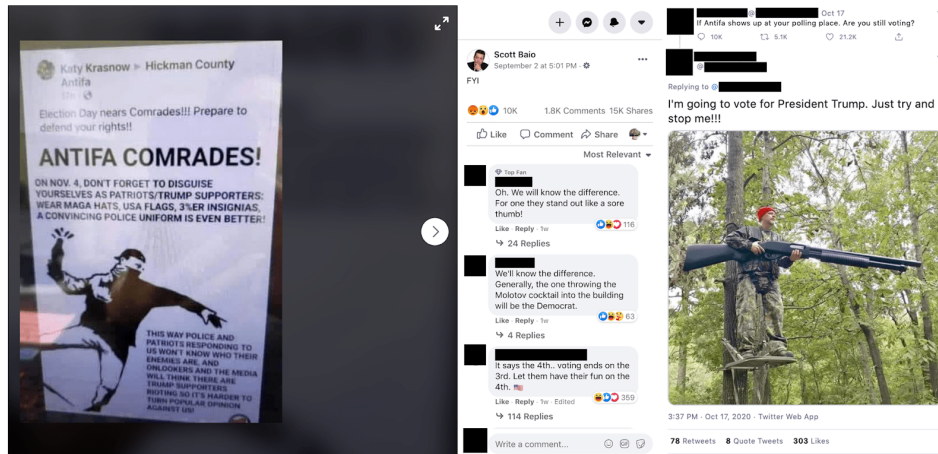 Katy Krasnow ▸ Hickman County
Antifa
Election Day nears Comrades!!! Prepare to
defend your rights!!
ANTIFA COMRADES!
ON NOV. 4, DON'T FORGET TO DISGUISE
YOURSELVES AS PATRIOTS/TRUMP SUPPORTERS:
WEAR MAGA HATS, USA FLAGS, 3%ER INSIGNIAS,
A CONVINCING POLICE UNIFORM IS EVEN BETTER!
THIS WAY POLICE AND
PATRIOTS RESPONDING TO
US WON'T KNOW WHO THEIR
ENEMIES ARE, AND
ONLOOKERS AND THE MEDIA
WILL THINK THERE ARE
TRUMP SUPPORTERS
RIOTING SO IT'S HARDER TO
TURN POPULAR OPINION
AGAINST US!
Scott Baio
September 2 at 5:01 PM ·
FYI
10K 1.8K Comments 15K Shares
Like Comment Share
Most Relevant
Top Fan
Oh. We will know the difference.
For one they stand out like a sore
thumb!
116
Like · Reply · 1w
24 Replies
We'll know the difference.
Generally, the one throwing the
Molotov cocktail into the building
will be the Democrat.
63
Like · Reply · 1w
4 Replies
It says the 4th.. voting ends on the
3rd. Let them have their fun on the
4th.
359
Like · Reply · 1w · Edited
114 Replies
Write a comment...
GIF
@ Oct 17
If Antifa shows up at your polling place. Are you still voting?
10K 5.1K 21.2K
@
Replying to @
I'm going to vote for President Trump. Just try and
stop me!!!
3:37 PM · Oct 17, 2020 · Twitter Web App
78 Retweets 8 Quote Tweets 303 Likes